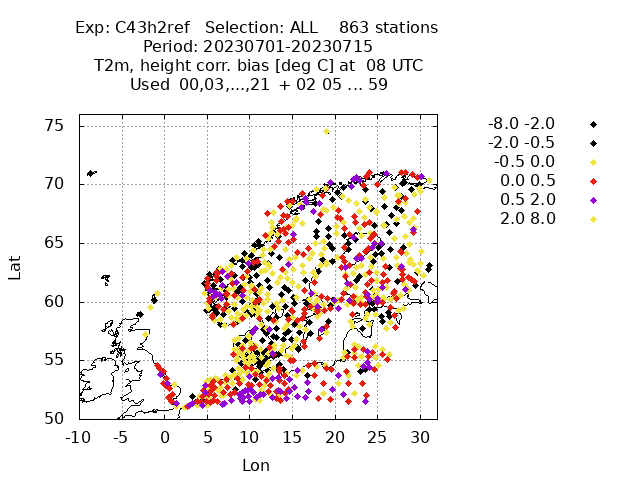 Exp: C43h2ref   Selection: ALL    863 stations
Period: 20230701-20230715
T2m, height corr. bias [deg C] at  08 UTC
Used  00,03,...,21  + 02 05 ... 59
-8.0 -2.0
-2.0 -0.5
-0.5 0.0
0.0 0.5
0.5 2.0
2.0 8.0
75
70
65
60
55
50
Lat
-10 -5 0 5 10 15 20 25 30
Lon